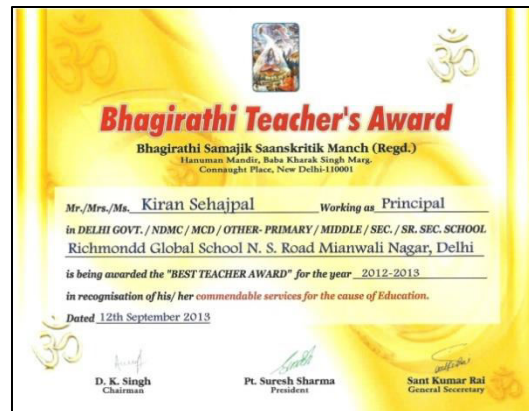 ॐ
ॐ
Bhagirathi Teacher's Award
Bhagirathi Samajik Saanskritik Manch (Regd.)
Hanuman Mandir, Baba Kharak Singh Marg.
Connaught Place, New Delhi-110001
Mr./Mrs./Ms. Kiran Sehajpal Working as Principal
in DELHI GOVT. / NDMC / MCD / OTHER- PRIMARY / MIDDLE / SEC. / SR. SEC. SCHOOL
Richmondd Global School N. S. Road Mianwali Nagar, Delhi
is being awarded the "BEST TEACHER AWARD" for the year 2012-2013
in recognisation of his/ her commendable services for the cause of Education.
Dated 12th September 2013
ॐ
ॐ
D. K. Singh
Chairman
Pt. Suresh Sharma
President
Sant Kumar Rai
General Seceretary